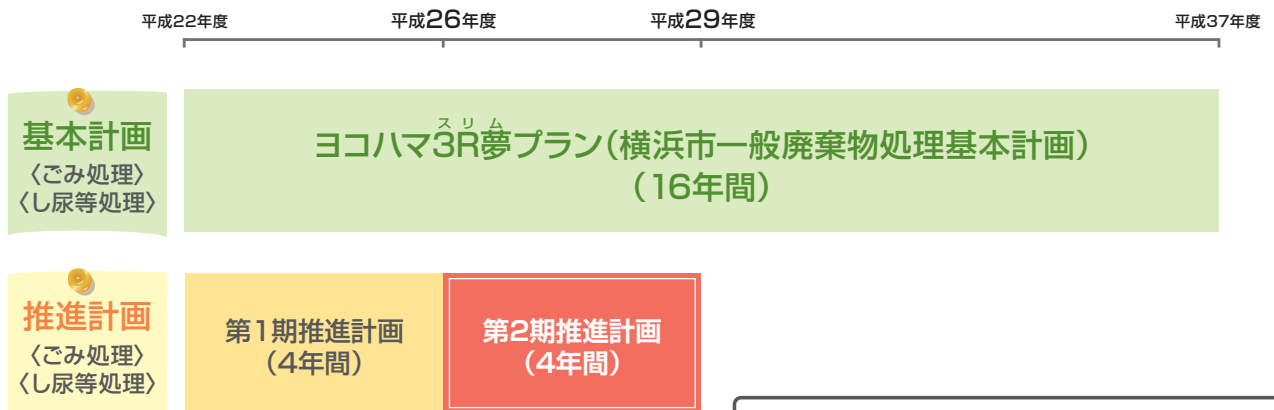 平成22年度 平成26年度 平成29年度 平成37年度
基本計画
〈ごみ処理〉
〈し尿等処理〉
スリム
ヨコハマ3R夢プラン(横浜市一般廃棄物処理基本計画)
(16年間)
推進計画
〈ごみ処理〉
〈し尿等処理〉
第1期推進計画
(4年間)
第2期推進計画
(4年間)